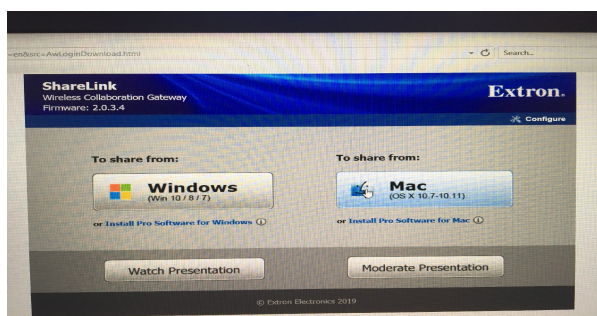 =en&src=AwLoginDownload.html
Search...
ShareLink
Wireless Collaboration Gateway
Firmware: 2.0.3.4
Extron.
Configure
To share from:
Windows
(Win 10 / 8 / 7)
or Install Pro Software for Windows
To share from:
Mac
(OS X 10.7-10.11)
or Install Pro Software for Mac
Watch Presentation
Moderate Presentation
© Extron Electronics 2019